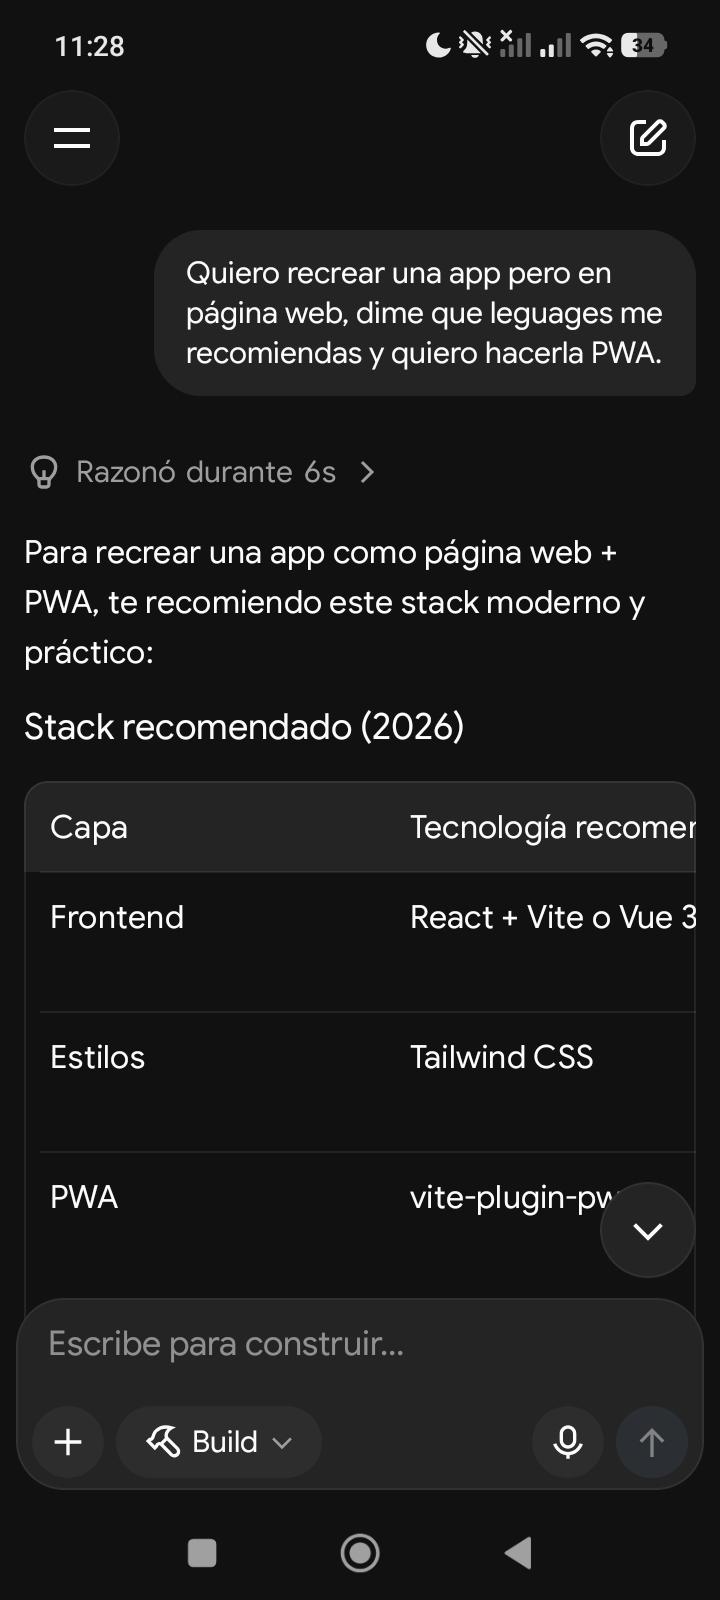 11:28
34
Quiero recrear una app pero en
página web, dime que leguages me
recomiendas y quiero hacerla PWA.
Razonó durante 6s
Para recrear una app como página web +
PWA, te recomiendo este stack moderno y
práctico:
Stack recomendado (2026)
Capa Tecnología
Frontend React + Vite o Vue 3
Estilos Tailwind CSS
PWA
Escribe para construir...
Build